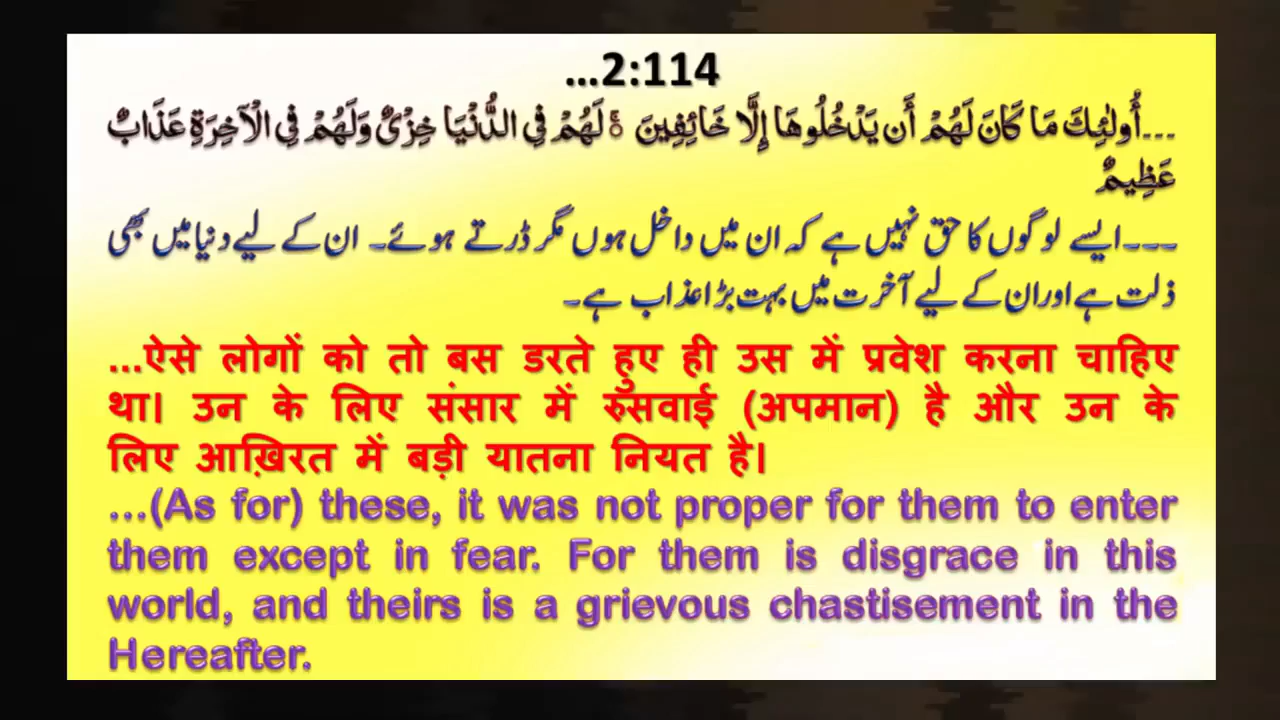 ...2:114
...أُولَٰئِكَ مَا كَانَ لَهُمْ أَن يَدْخُلُوهَا إِلَّا خَائِفِينَ ۚ لَهُمْ فِي الدُّنْيَا خِزْيٌ وَلَهُمْ فِي الْآخِرَةِ عَذَابٌ
عَظِيمٌ
۔۔۔ایسے لوگوں کا حق نہیں ہے کہ ان میں داخل ہوں مگر ڈرتے ہوئے۔ ان کے لیے دنیا میں بھی
ذلت ہے اور ان کے لیے آخرت میں بہت بڑا عذاب ہے۔
...ऐसे लोगों को तो बस डरते हुए ही उस में प्रवेश करना चाहिए
था। उन के लिए संसार में रुसवाई (अपमान) है और उन के
लिए आख़िरत में बड़ी यातना नियत है।
...(As for) these, it was not proper for them to enter
them except in fear. For them is disgrace in this
world, and theirs is a grievous chastisement in the
Hereafter.